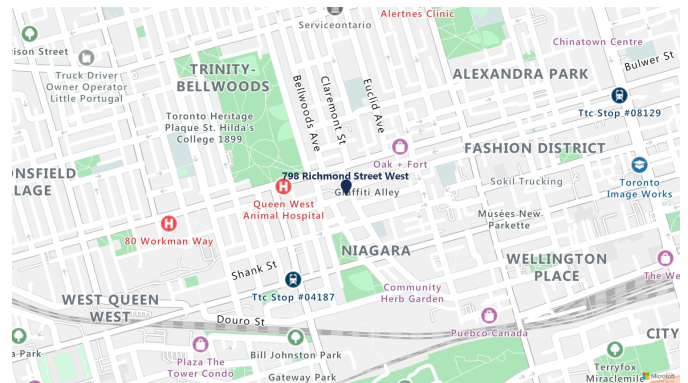 Alertnes Clinic
Serviceontario
Chinatown Centre
ison Street
Bulwer St
TRINITY-
BELLWOODS
ALEXANDRA PARK
Truck Driver
Owner Operator
Little Portugal
Bellwoods Ave
Claremont St
Euclid Ave
Ttc Stop #08129
Toronto Heritage
Plaque St. Hilda's
College 1899
FASHION DISTRICT
Oak + Fort
NSFIELD
LAGE
798 Richmond Street West
Graffiti Alley
Sokil Trucking
Toronto
Image Works
Queen West
Animal Hospital
Musées New
Parkette
80 Workman Way
NIAGARA
WELLINGTON
PLACE
Shank St
The We
Ttc Stop #04187
Community
Herb Garden
WEST QUEEN
WEST
Douro St
Puebco Canada
CITY
a Park
Bill Johnston Park
Plaza The
Tower Condo
Terryfox
Miraclemile
Gateway Park
Microsoft